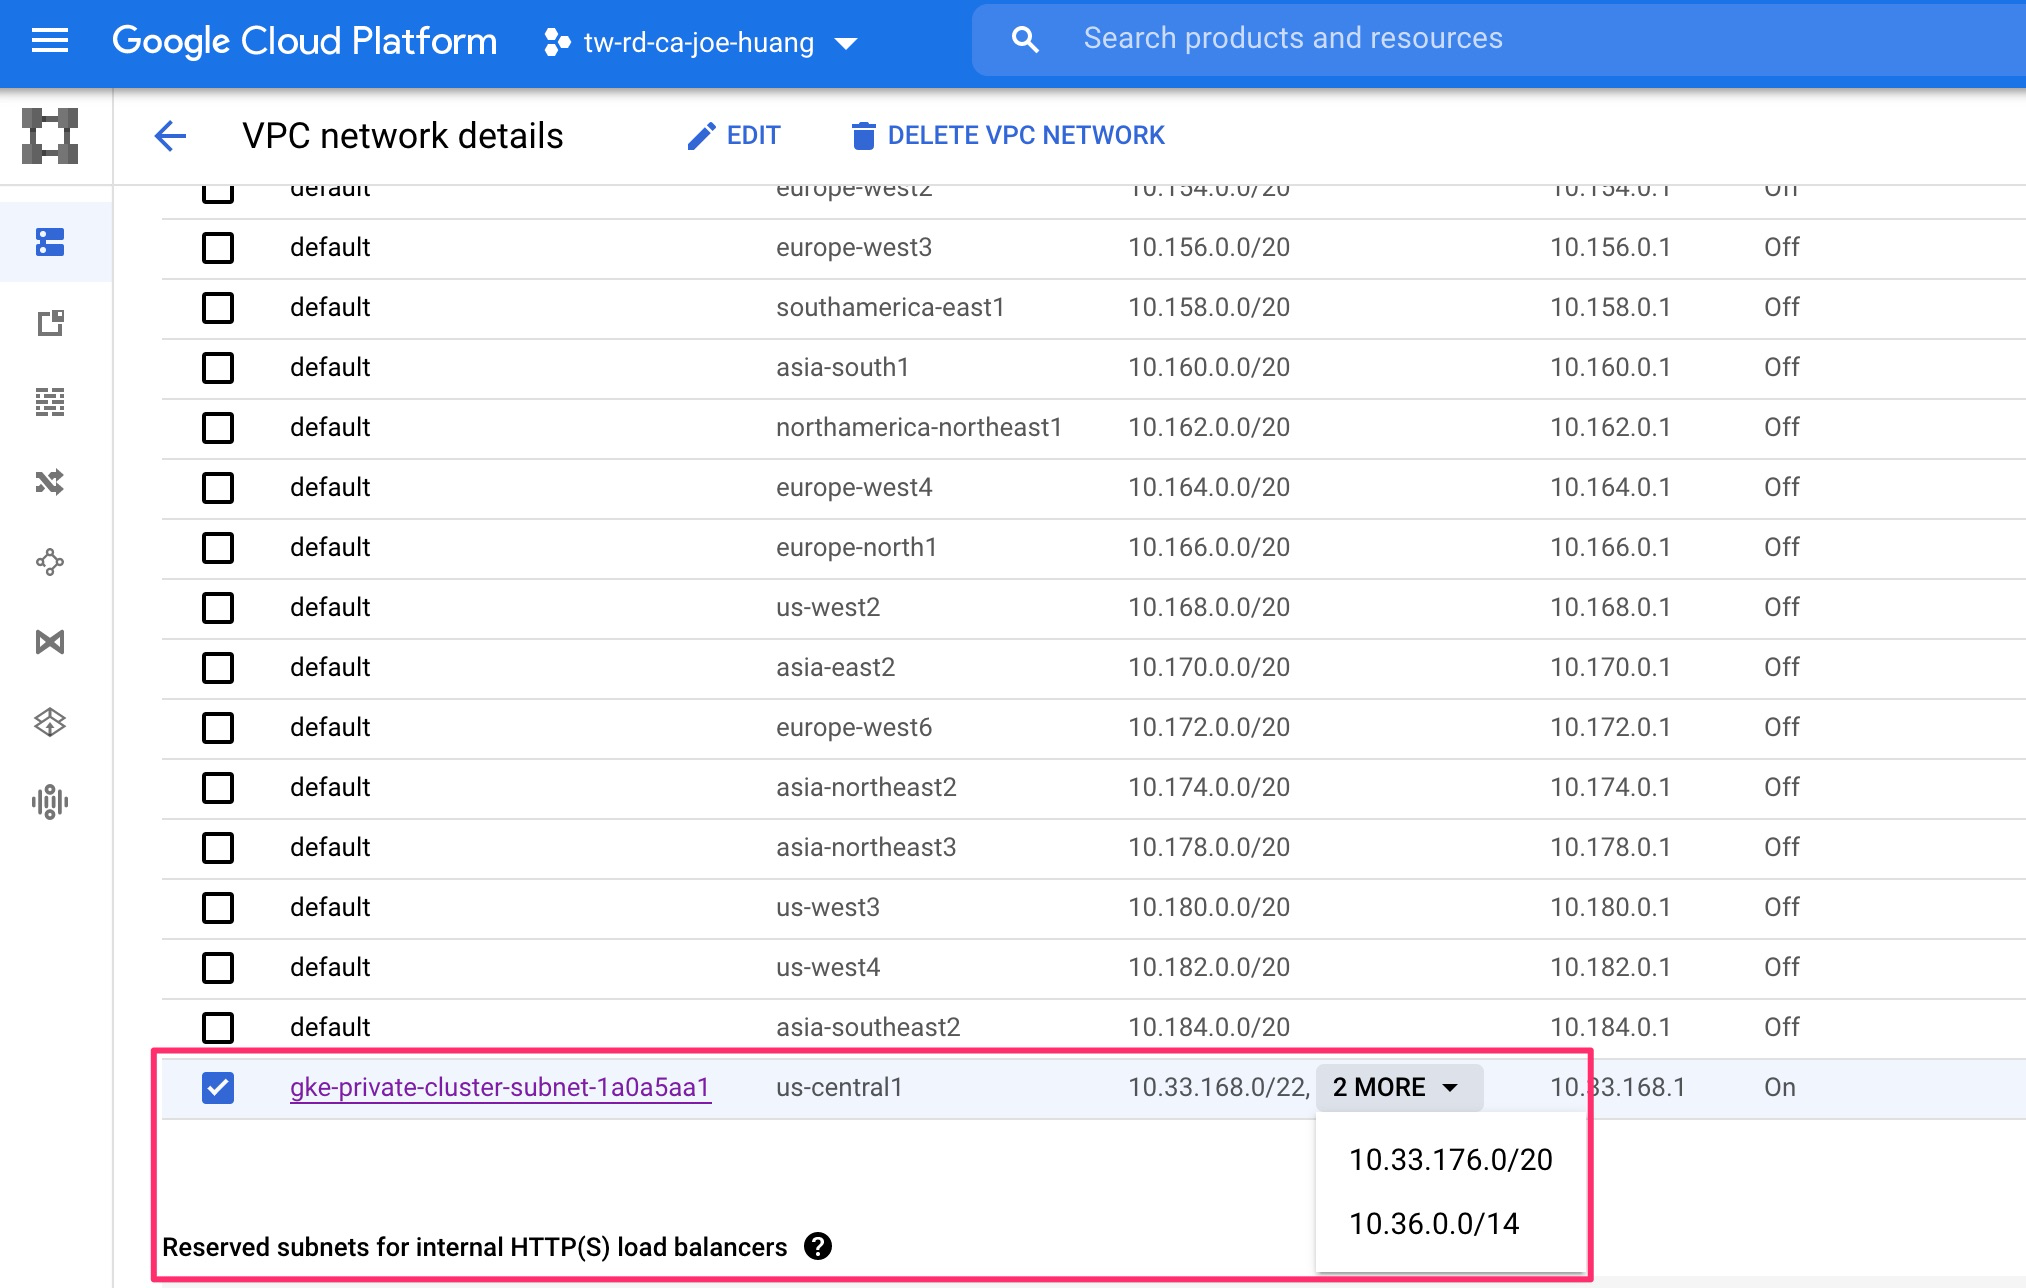 Google Cloud Platform tw-rd-ca-joe-huang Search products and resources
VPC network details EDIT DELETE VPC NETWORK
default europe-west2 10.154.0.0/20 10.154.0.1 Off
default europe-west3 10.156.0.0/20 10.156.0.1 Off
default southamerica-east1 10.158.0.0/20 10.158.0.1 Off
default asia-south1 10.160.0.0/20 10.160.0.1 Off
default northamerica-northeast1 10.162.0.0/20 10.162.0.1 Off
default europe-west4 10.164.0.0/20 10.164.0.1 Off
default europe-north1 10.166.0.0/20 10.166.0.1 Off
default us-west2 10.168.0.0/20 10.168.0.1 Off
default asia-east2 10.170.0.0/20 10.170.0.1 Off
default europe-west6 10.172.0.0/20 10.172.0.1 Off
default asia-northeast2 10.174.0.0/20 10.174.0.1 Off
default asia-northeast3 10.178.0.0/20 10.178.0.1 Off
default us-west3 10.180.0.0/20 10.180.0.1 Off
default us-west4 10.182.0.0/20 10.182.0.1 Off
default asia-southeast2 10.184.0.0/20 10.184.0.1 Off
gke-private-cluster-subnet-1a0a5aa1 us-central1 10.33.168.0/22, 2 MORE 10.33.168.1 On
10.33.176.0/20
10.36.0.0/14
Reserved subnets for internal HTTP(S) load balancers ?